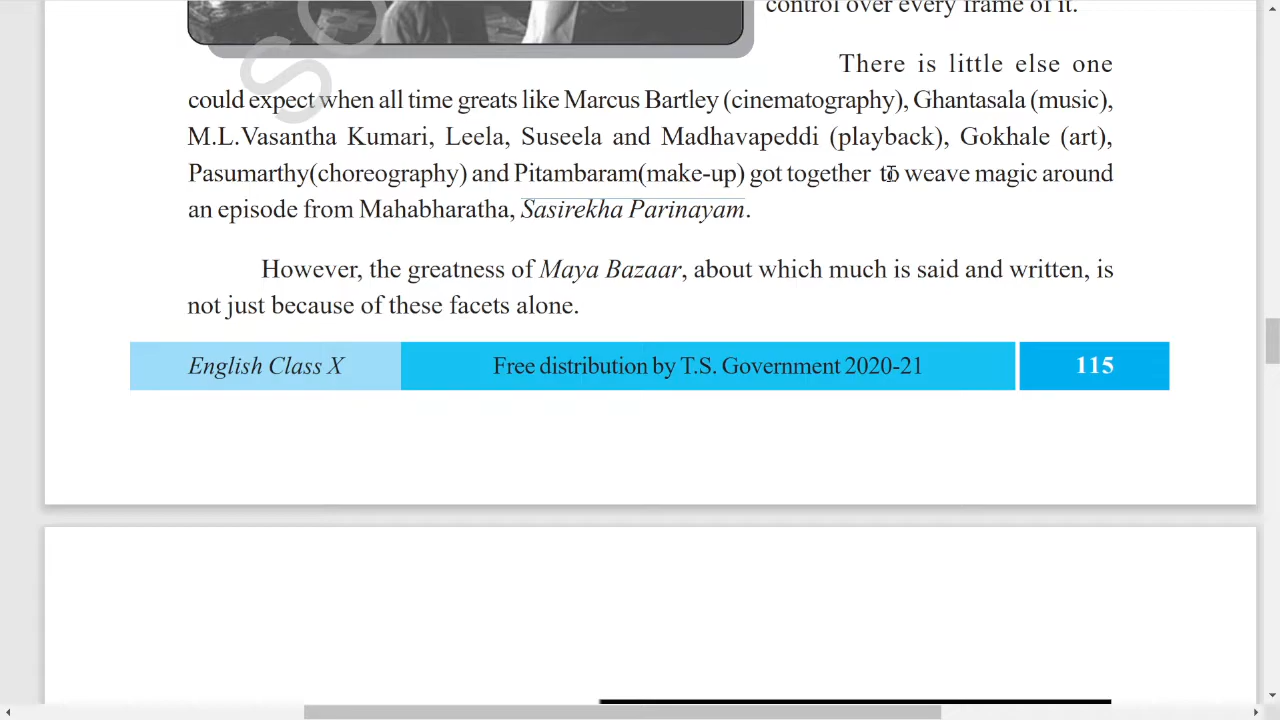 control over every frame of it.
There is little else one
could expect when all time greats like Marcus Bartley (cinematography), Ghantasala (music),
M.L.Vasantha Kumari, Leela, Suseela and Madhavapeddi (playback), Gokhale (art),
Pasumarthy(choreography) and Pitambaram(make-up) got together to weave magic around
an episode from Mahabharatha, Sasirekha Parinayam.
However, the greatness of Maya Bazaar, about which much is said and written, is
not just because of these facets alone.
English Class X
Free distribution by T.S. Government 2020-21
115